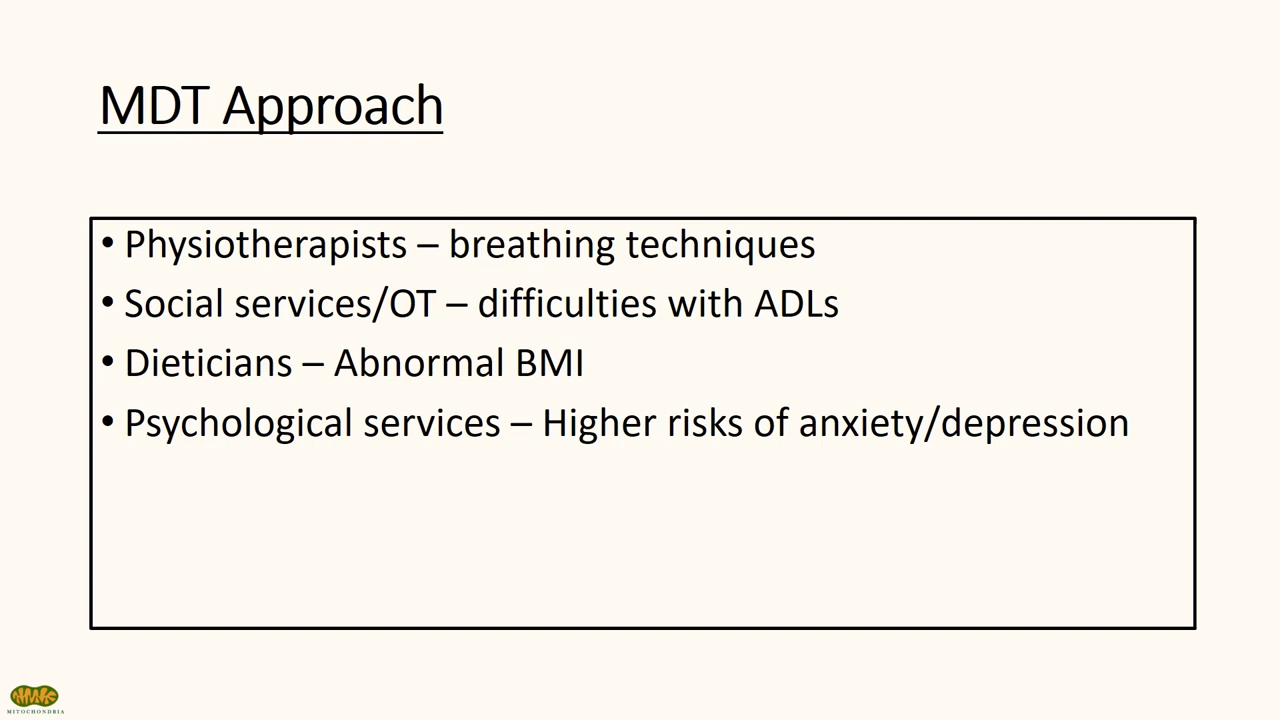 MDT Approach
• Physiotherapists – breathing techniques
• Social services/OT – difficulties with ADLs
• Dieticians – Abnormal BMI
• Psychological services – Higher risks of anxiety/depression
MITOCHONDRIA